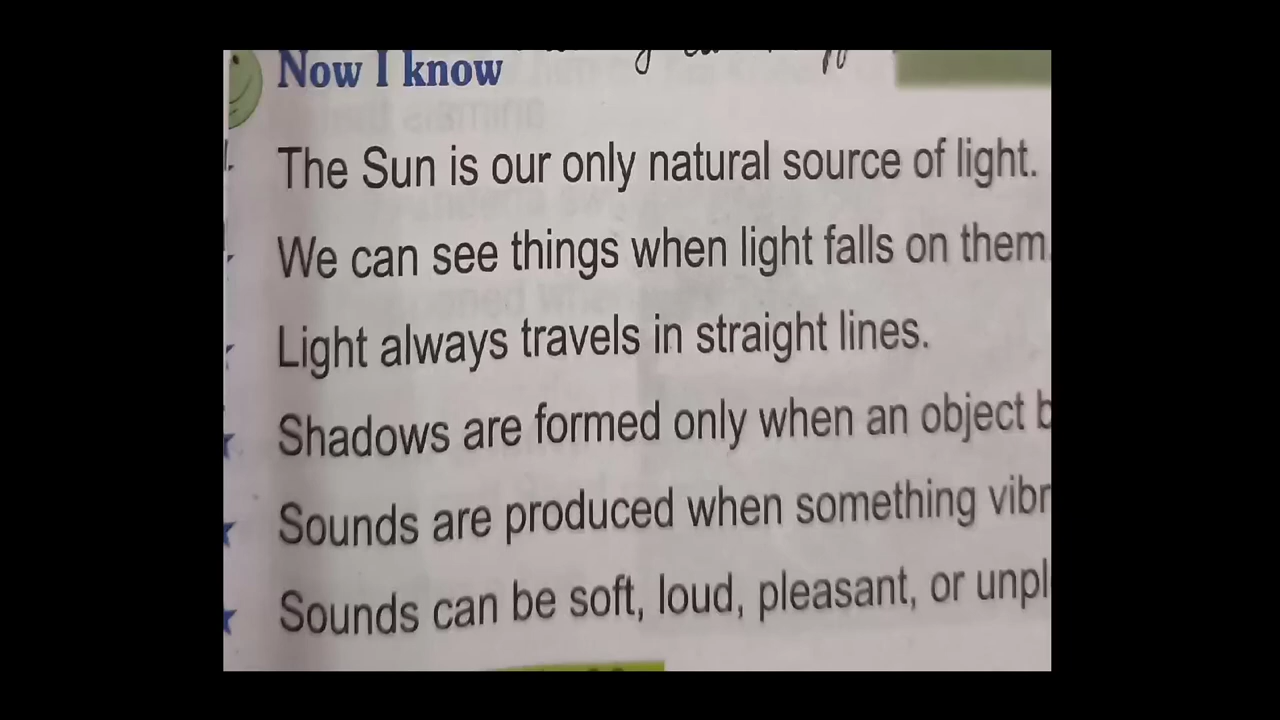 Now I know
The Sun is our only natural source of light.
We can see things when light falls on them.
Light always travels in straight lines.
Shadows are formed only when an object b
Sounds are produced when something vibr
Sounds can be soft, loud, pleasant, or unpl